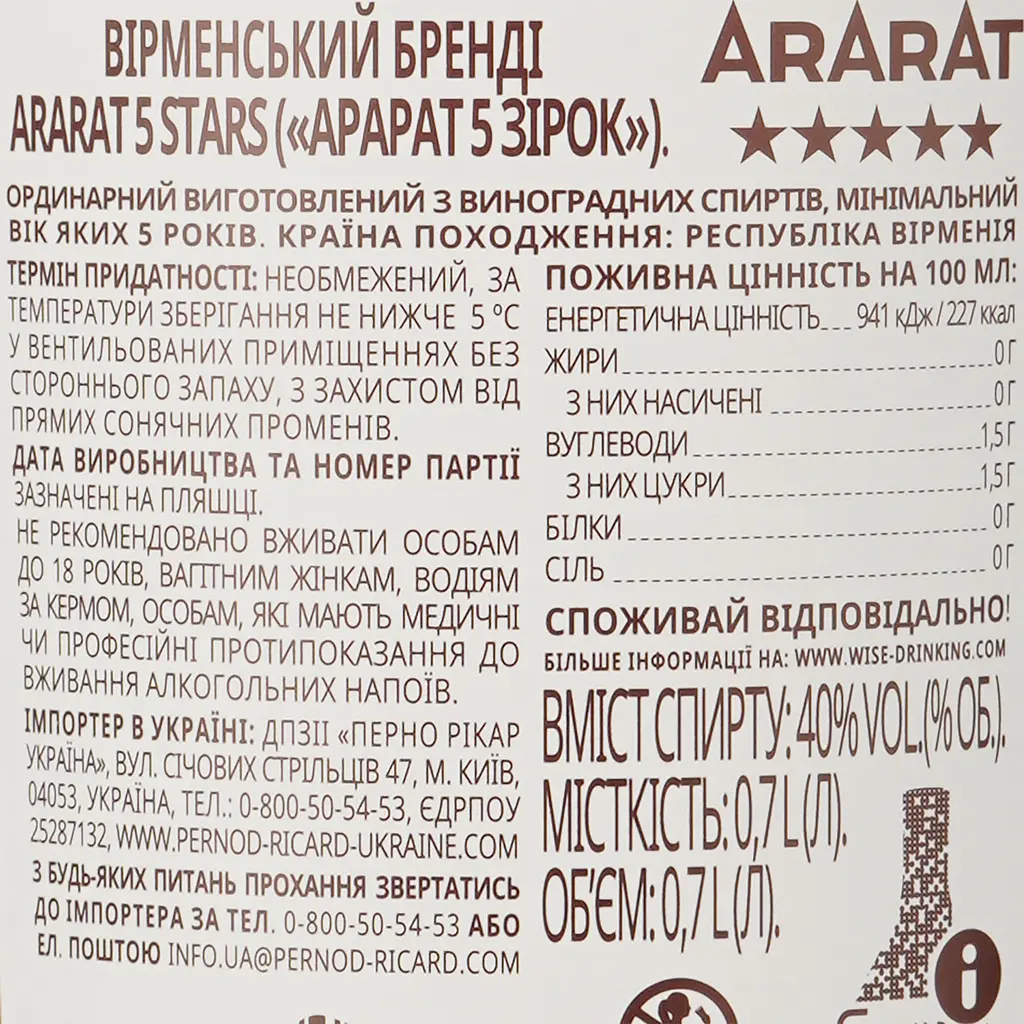 ВІРМЕНСЬКИЙ БРЕНДІ
ARARAT 5 STARS («АРАРАТ 5 ЗІРОК»).
ARARAT
★★★★★
ОРДИНАРНИЙ ВИГОТОВЛЕНИЙ З ВИНОГРАДНИХ СПИРТІВ, МІНІМАЛЬНИЙ
ВІК ЯКИХ 5 РОКІВ. КРАЇНА ПОХОДЖЕННЯ: РЕСПУБЛІКА ВІРМЕНІЯ
ТЕРМІН ПРИДАТНОСТІ: НЕОБМЕЖЕНИЙ, ЗА
ТЕМПЕРАТУРИ ЗБЕРІГАННЯ НЕ НИЖЧЕ 5 ºС
У ВЕНТИЛЬОВАНИХ ПРИМІЩЕННЯХ БЕЗ
СТОРОННЬОГО ЗАПАХУ, З ЗАХИСТОМ ВІД
ПРЯМИХ СОНЯЧНИХ ПРОМЕНІВ.
ДАТА ВИРОБНИЦТВА ТА НОМЕР ПАРТІЇ
ЗАЗНАЧЕНІ НА ПЛЯШЦІ.
НЕ РЕКОМЕНДОВАНО ВЖИВАТИ ОСОБАМ
ДО 18 РОКІВ, ВАГІТНИМ ЖІНКАМ, ВОДІЯМ
ЗА КЕРМОМ, ОСОБАМ, ЯКІ МАЮТЬ МЕДИЧНІ
ЧИ ПРОФЕСІЙНІ ПРОТИПОКАЗАННЯ ДО
ВЖИВАННЯ АЛКОГОЛЬНИХ НАПОЇВ.
ІМПОРТЕР В УКРАЇНІ: ДПЗІІ «ПЕРНО РІКАР
УКРАЇНА», ВУЛ. СІЧОВИХ СТРІЛЬЦІВ 47, М. КИЇВ,
04053, УКРАЇНА, ТЕЛ.: 0-800-50-54-53, ЄДРПОУ
25287132, WWW.PERNOD-RICARD-UKRAINE.COM
З БУДЬ-ЯКИХ ПИТАНЬ ПРОХАННЯ ЗВЕРТАТИСЬ
ДО ІМПОРТЕРА ЗА ТЕЛ. 0-800-50-54-53 АБО
ЕЛ. ПОШТОЮ INFO.UA@PERNOD-RICARD.COM
ПОЖИВНА ЦІННІСТЬ НА 100 МЛ:
ЕНЕРГЕТИЧНА ЦІННІСТЬ___ 941 кДж / 227 ккал
ЖИРИ 0 Г
З НИХ НАСИЧЕНІ 0 Г
ВУГЛЕВОДИ 1,5 Г
З НИХ ЦУКРИ 1,5 Г
БІЛКИ 0 Г
СІЛЬ 0 Г
СПОЖИВАЙ ВІДПОВІДАЛЬНО!
БІЛЬШЕ ІНФОРМАЦІЇ НА: WWW.WISE-DRINKING.COM
ВМІСТ СПИРТУ: 40% VOL.(% ОБ.).
МІСТКІСТЬ: 0,7 L (Л).
ОБ'ЄМ: 0,7 L (Л).
i